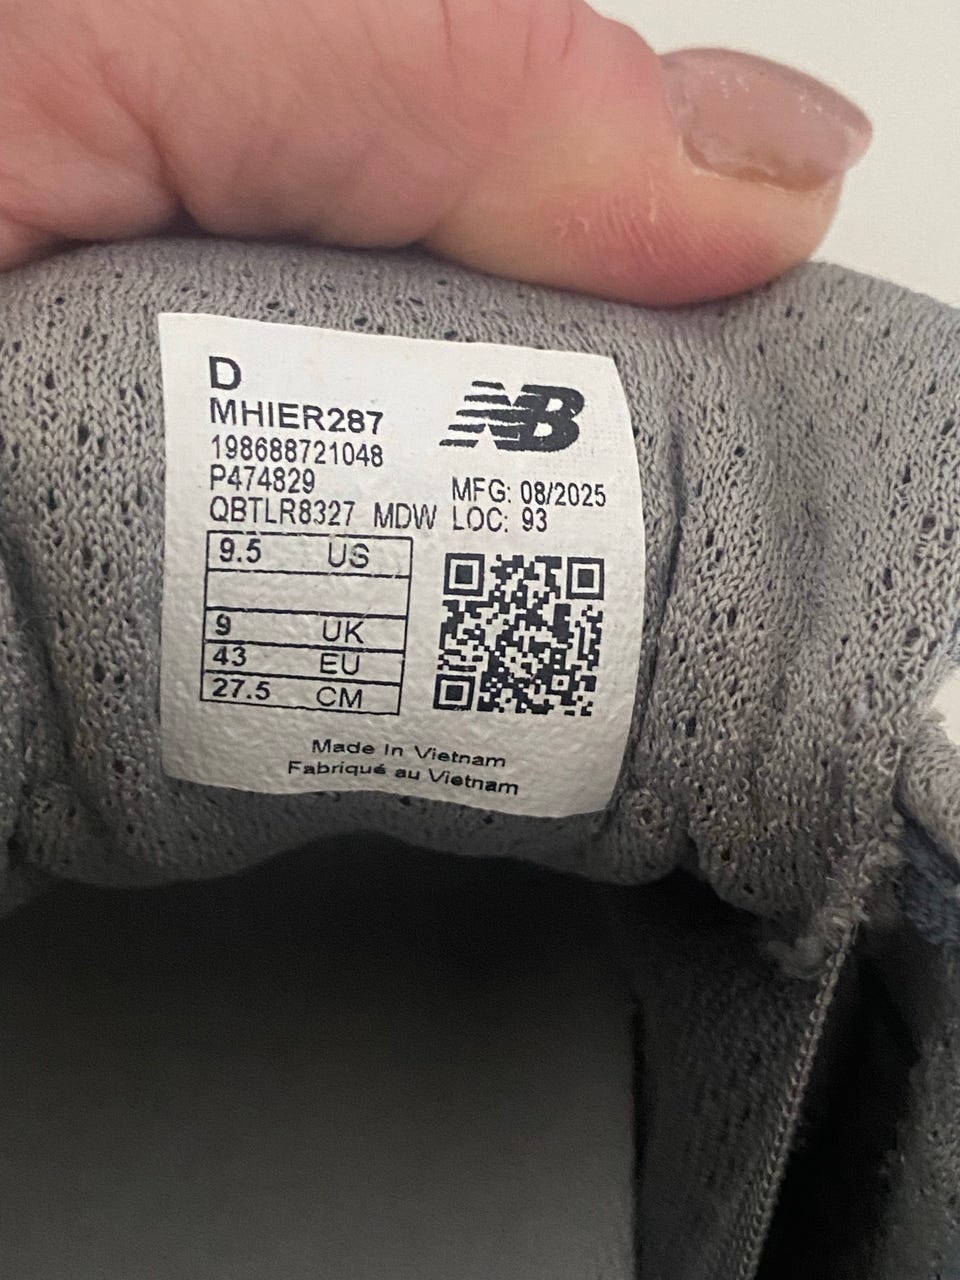 D
MHIER287
198688721048
P474829
QBTLR8327 MDW
NB
MFG: 08/2025
LOC: 93
9.5 US
9 UK
43 EU
27.5 CM
Made In Vietnam
Fabriqué au Vietnam